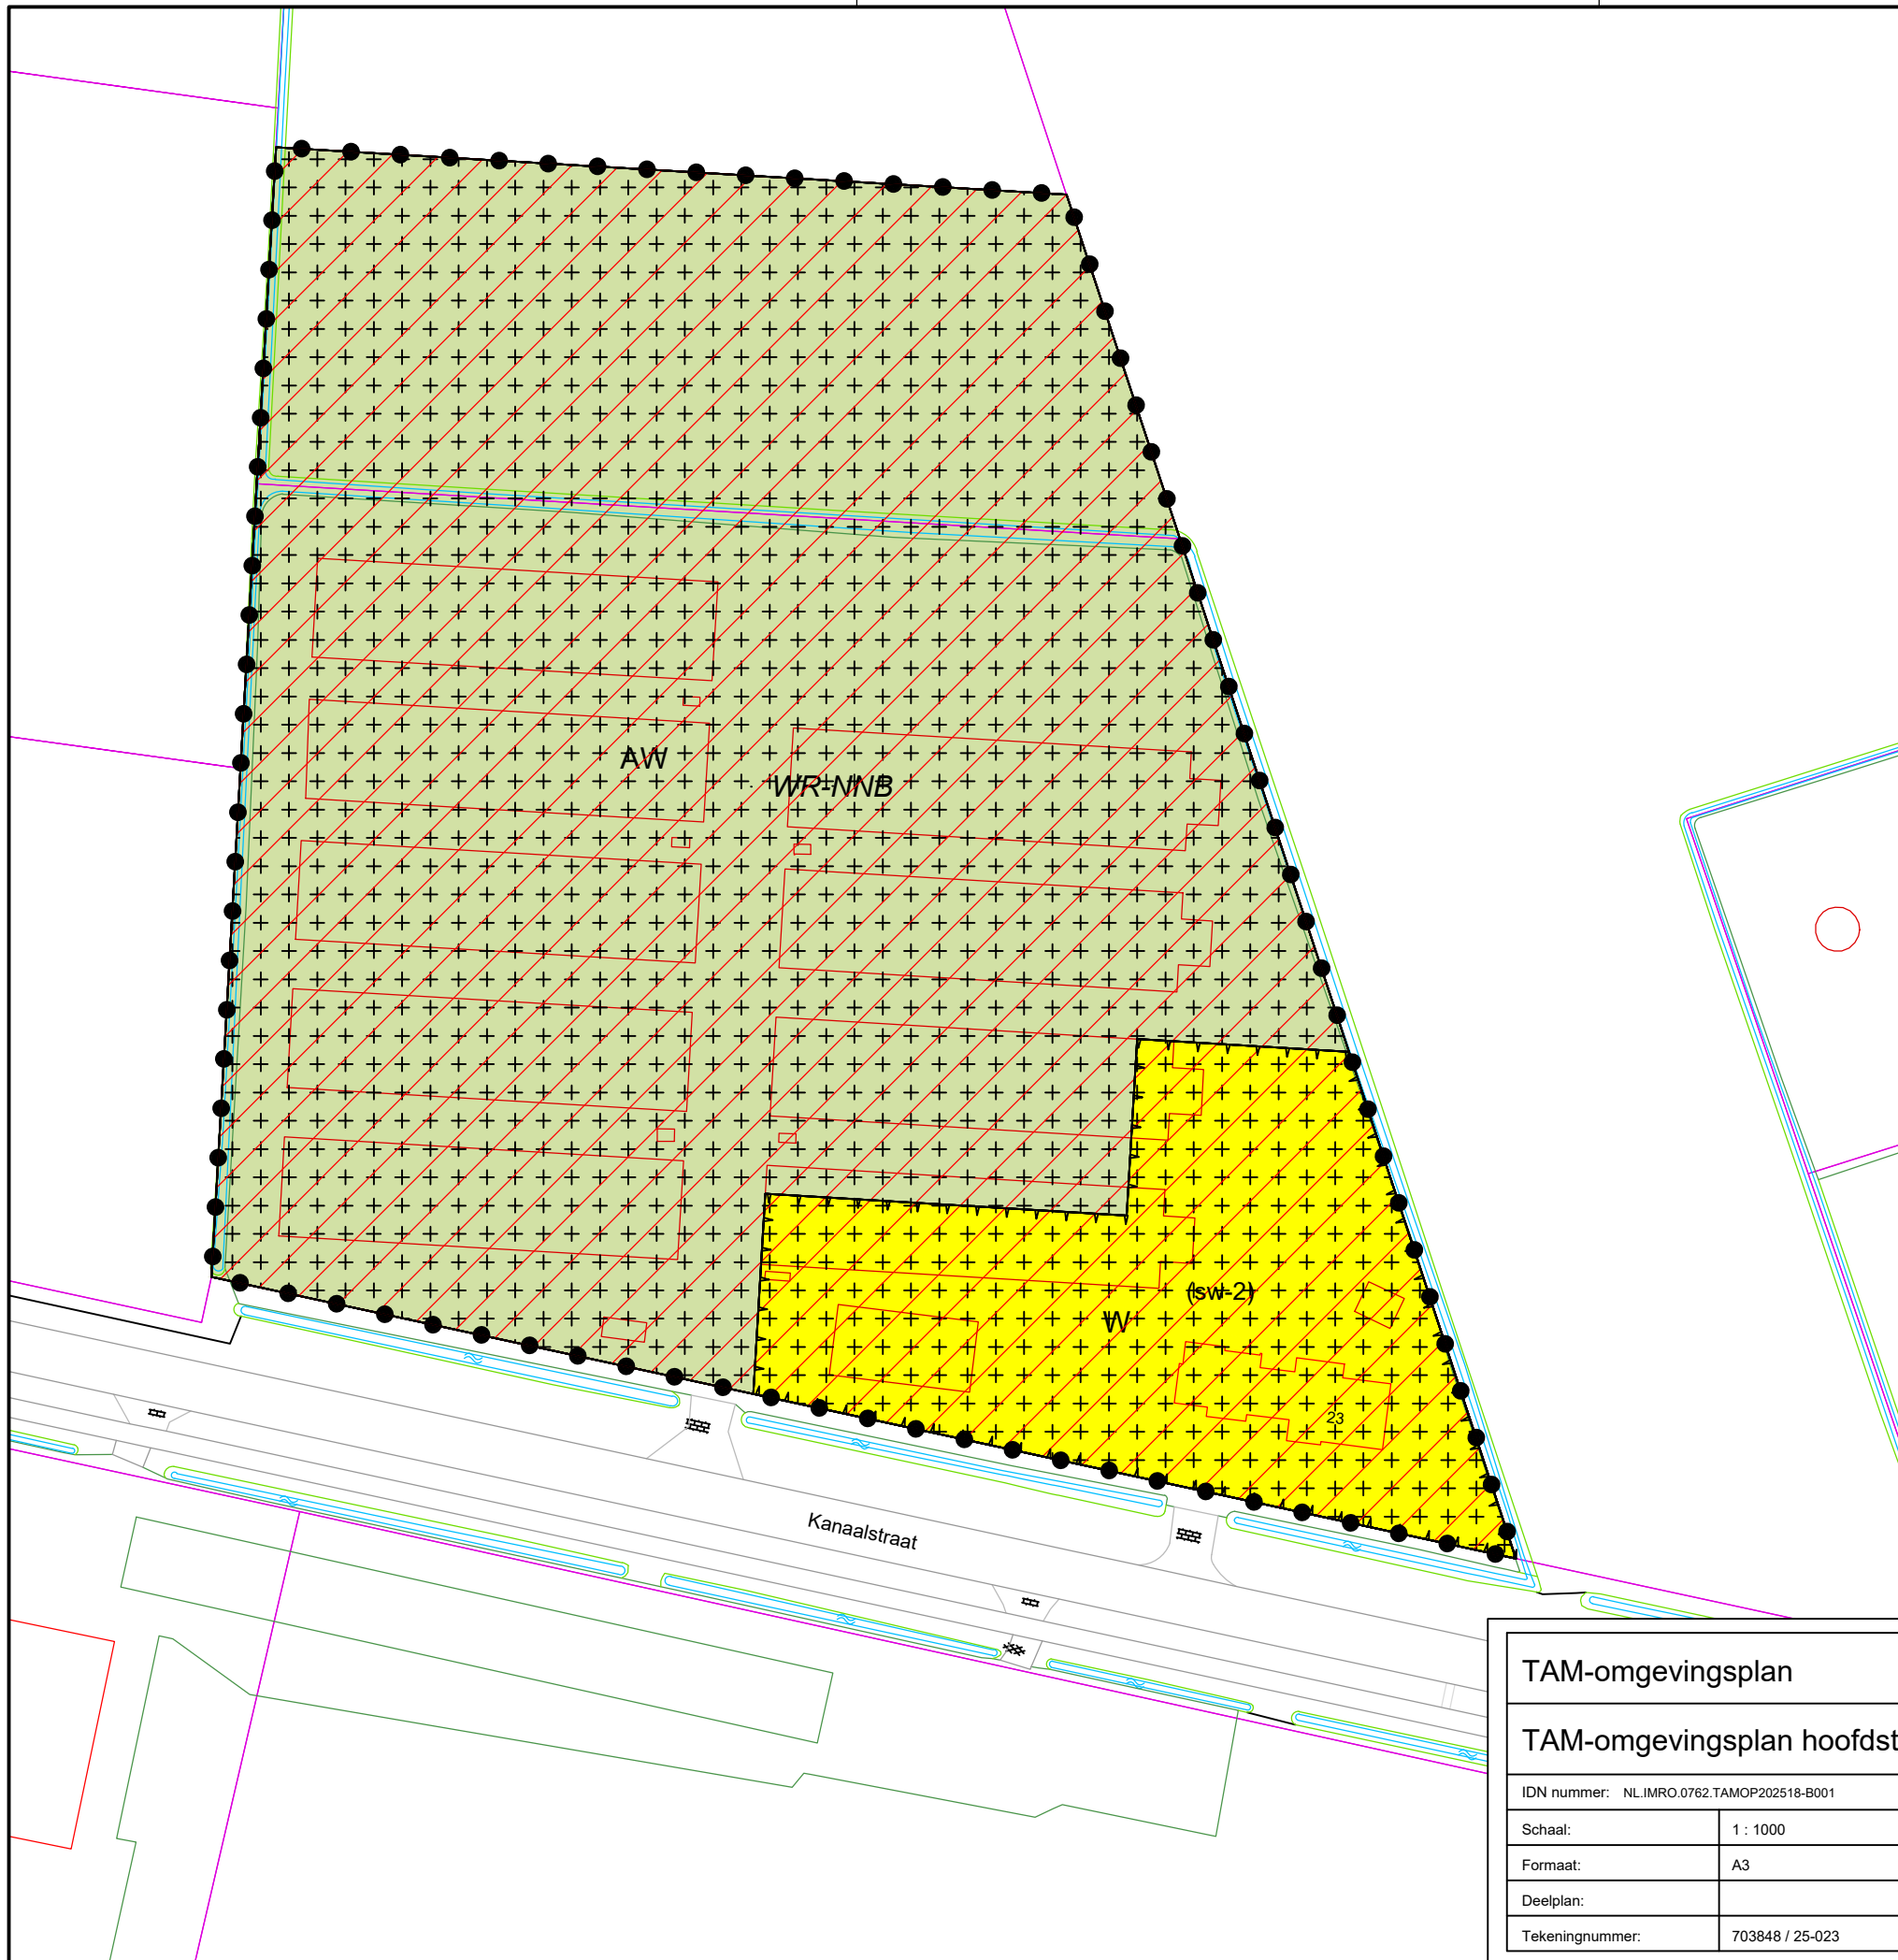 AW
WR-NNB
(sw-2)
W
23
Kanaalstraat
TAM-omgevingsplan
TAM-omgevingsplan hoofdst
IDN nummer: NL.IMRO.0762.TAMOP202518-B001
Schaal: 1 : 1000
Formaat: A3
Deelplan:
Tekeningnummer: 703848 / 25-023